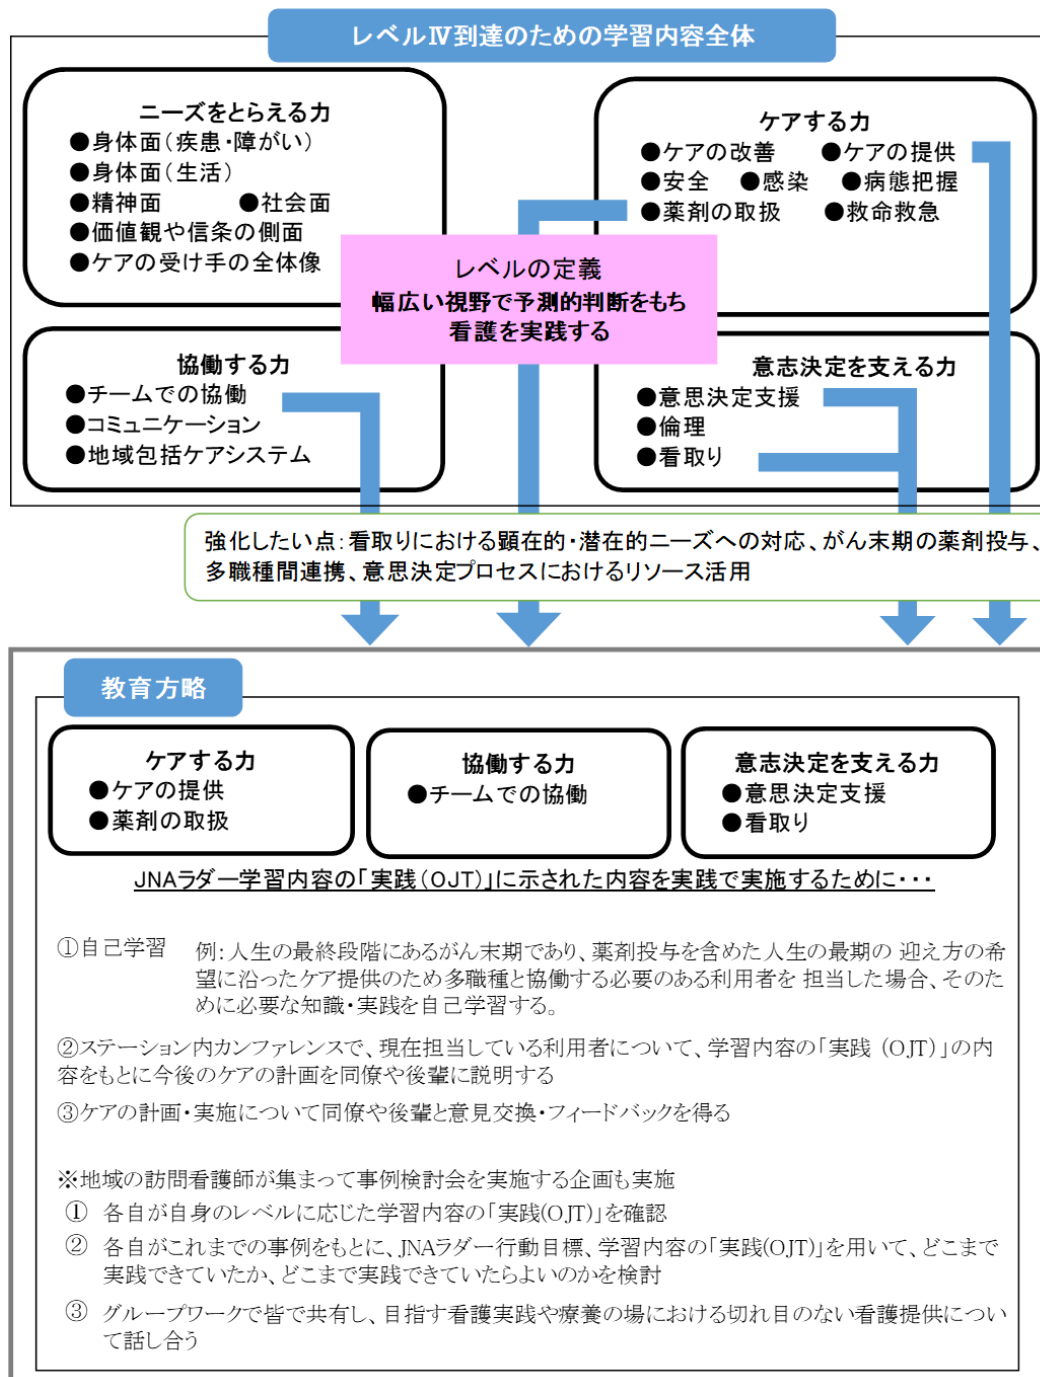 レベルⅣ到達のための学習内容全体
ニーズをとらえる力
●身体面(疾患・障がい)
●身体面(生活)
●精神面 ●社会面
●価値観や信条の側面
●ケアの受け手の全体像
ケアする力
●ケアの改善 ●ケアの提供
●安全 ●感染 ●病態把握
●薬剤の取扱 ●救命救急
レベルの定義
幅広い視野で予測的判断をもち
看護を実践する
協働する力
●チームでの協働
●コミュニケーション
●地域包括ケアシステム
意志決定を支える力
●意思決定支援
●倫理
●看取り
強化したい点:看取りにおける顕在的・潜在的ニーズへの対応、がん末期の薬剤投与、
多職種間連携、意思決定プロセスにおけるリソース活用
教育方略
ケアする力
●ケアの提供
●薬剤の取扱
協働する力
●チームでの協働
意志決定を支える力
●意思決定支援
●看取り
JNAラダー学習内容の「実践(OJT)」に示された内容を実践で実施するために・・・
①自己学習 例:人生の最終段階にあるがん末期であり、薬剤投与を含めた人生の最期の 迎え方の希
望に沿ったケア提供のため多職種と協働する必要のある利用者を 担当した場合、そのた
めに必要な知識・実践を自己学習する。
②ステーション内カンファレンスで、現在担当している利用者について、学習内容の「実践 (OJT)」の内
容をもとに今後のケアの計画を同僚や後輩に説明する
③ケアの計画・実施について同僚や後輩と意見交換・フィードバックを得る
※地域の訪問看護師が集まって事例検討会を実施する企画も実施
① 各自が自身のレベルに応じた学習内容の「実践(OJT)」を確認
② 各自がこれまでの事例をもとに、JNAラダー行動目標、学習内容の「実践(OJT)」を用いて、どこまで
実践できていたか、どこまで実践できていたらよいのかを検討
③ グループワークで皆で共有し、目指す看護実践や療養の場における切れ目のない看護提供につい
て話し合う